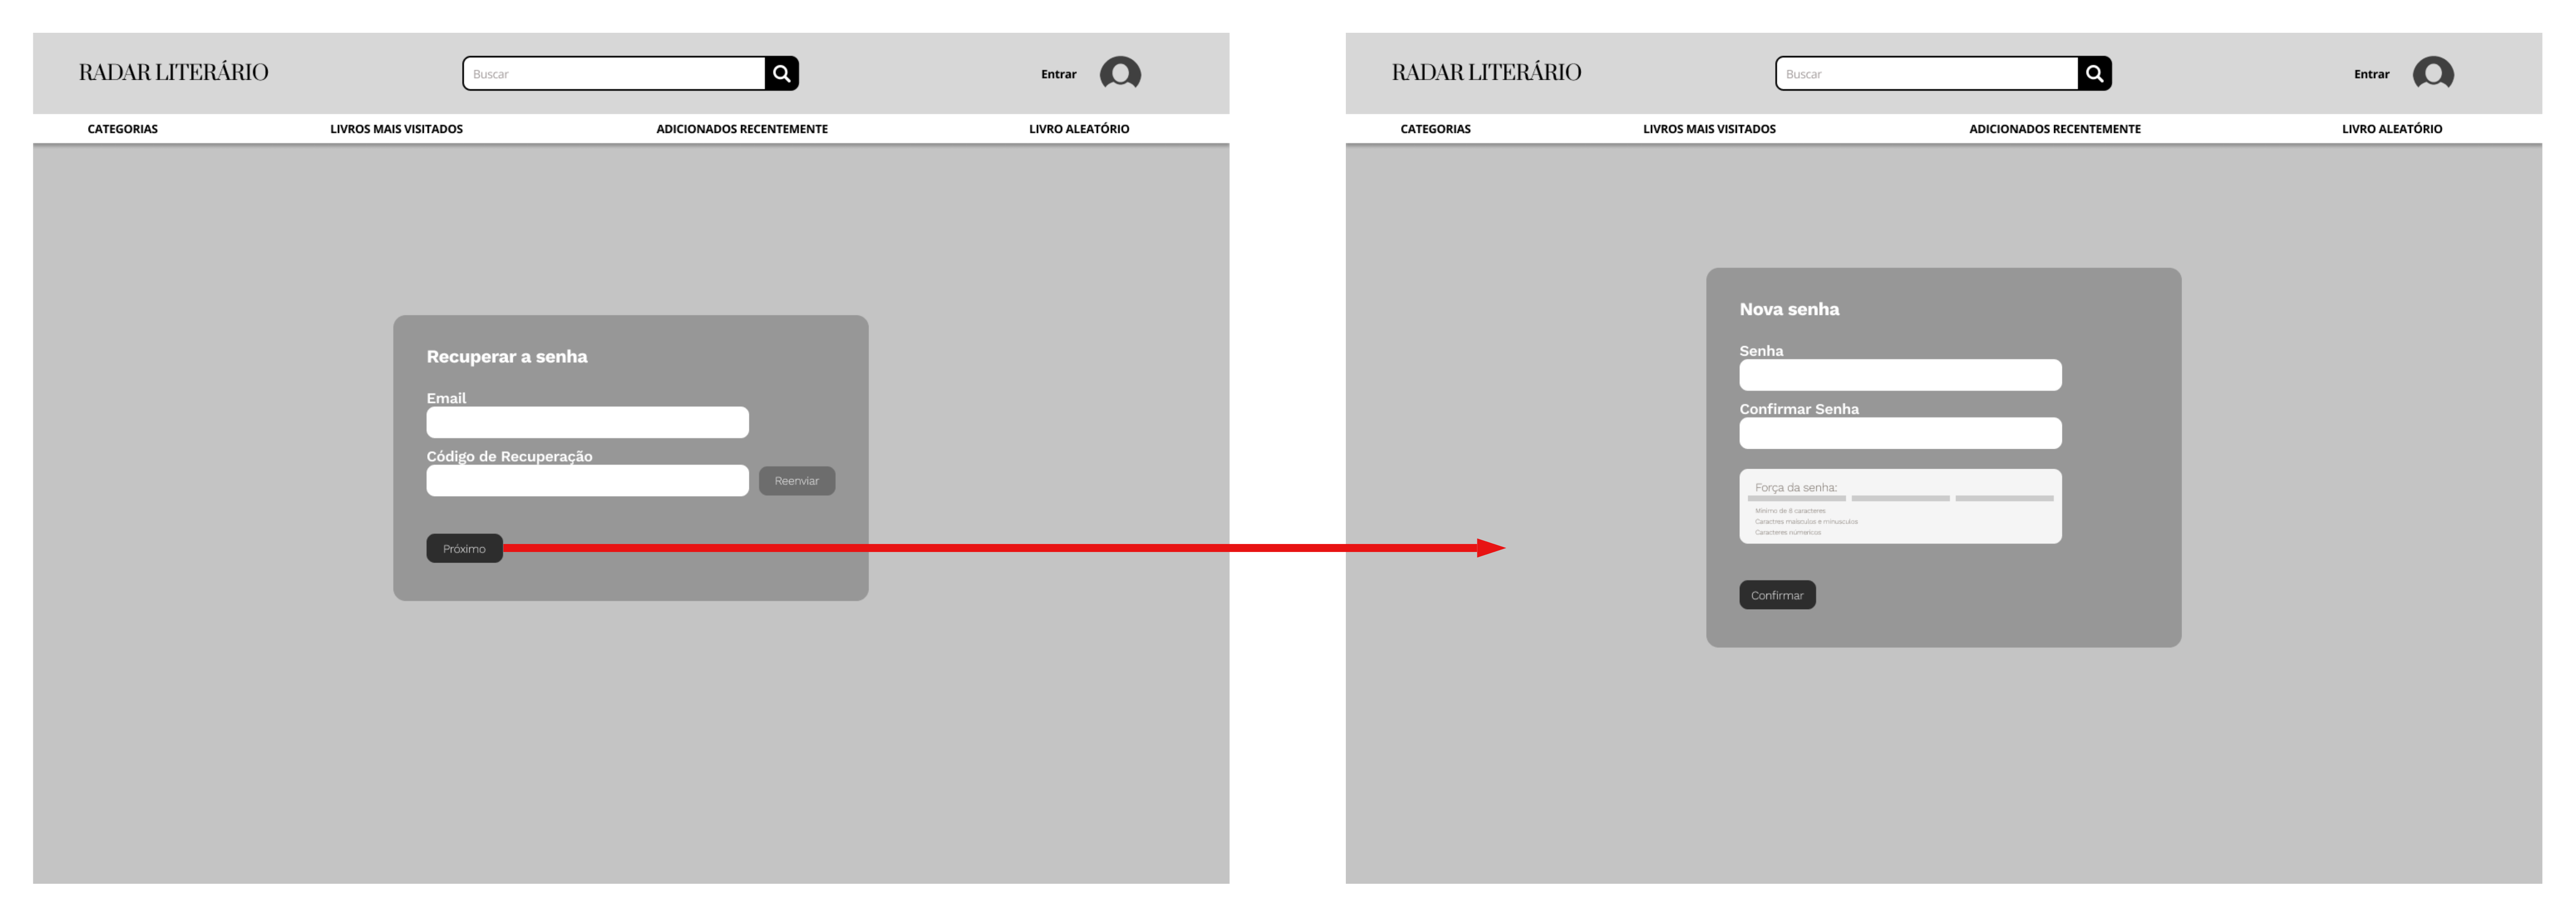 RADAR LITERÁRIO
Buscar
Entrar
CATEGORIAS
LIVROS MAIS VISITADOS
ADICIONADOS RECENTEMENTE
LIVRO ALEATÓRIO
Recuperar a senha
Email
Código de Recuperação
Reenviar
Próximo
RADAR LITERÁRIO
Buscar
Entrar
CATEGORIAS
LIVROS MAIS VISITADOS
ADICIONADOS RECENTEMENTE
LIVRO ALEATÓRIO
Nova senha
Senha
Confirmar Senha
Força da senha:
Mínimo de 8 caracteres
Caractres maísculos e minusculos
Caracteres númericos
Confirmar